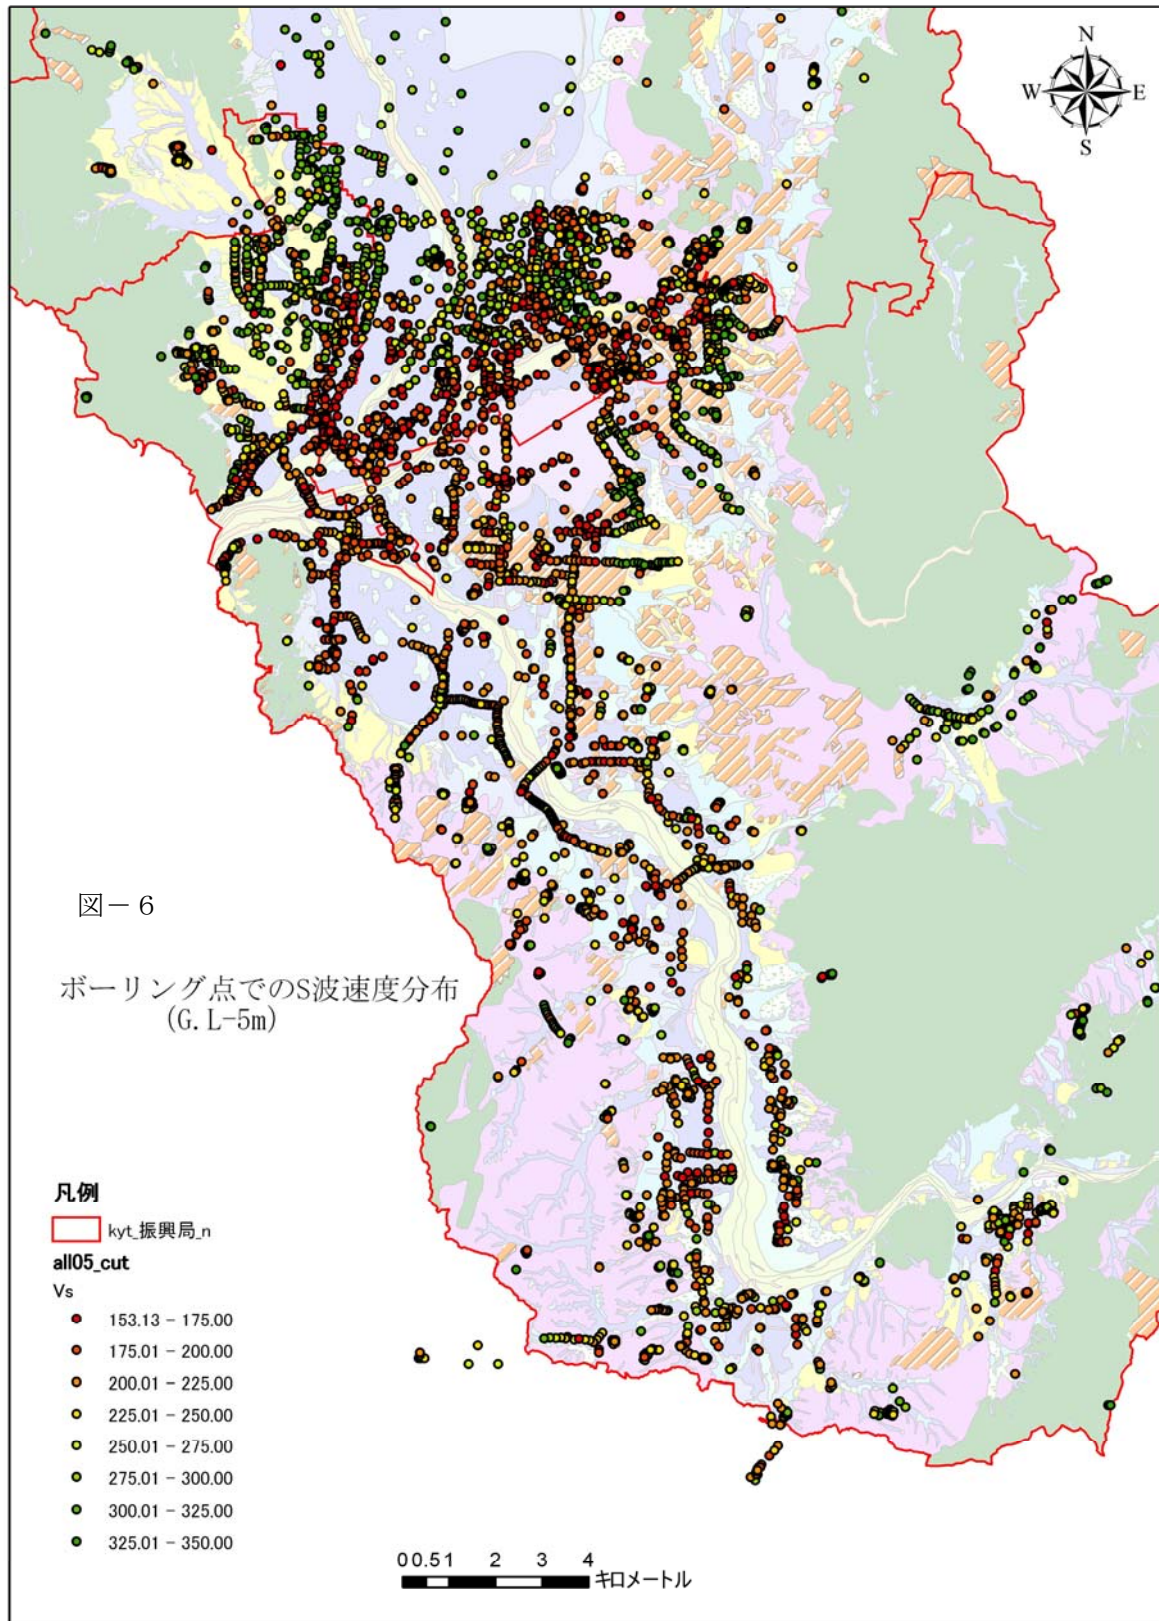 N
W E
S
図－６
ボーリング点でのS波速度分布
(G.L-5m)
凡例
kyt_振興局_n
all05_cut
Vs
153.13 - 175.00
175.01 - 200.00
200.01 - 225.00
225.01 - 250.00
250.01 - 275.00
275.01 - 300.00
300.01 - 325.00
325.01 - 350.00
0 0.5 1 2 3 4
キロメートル